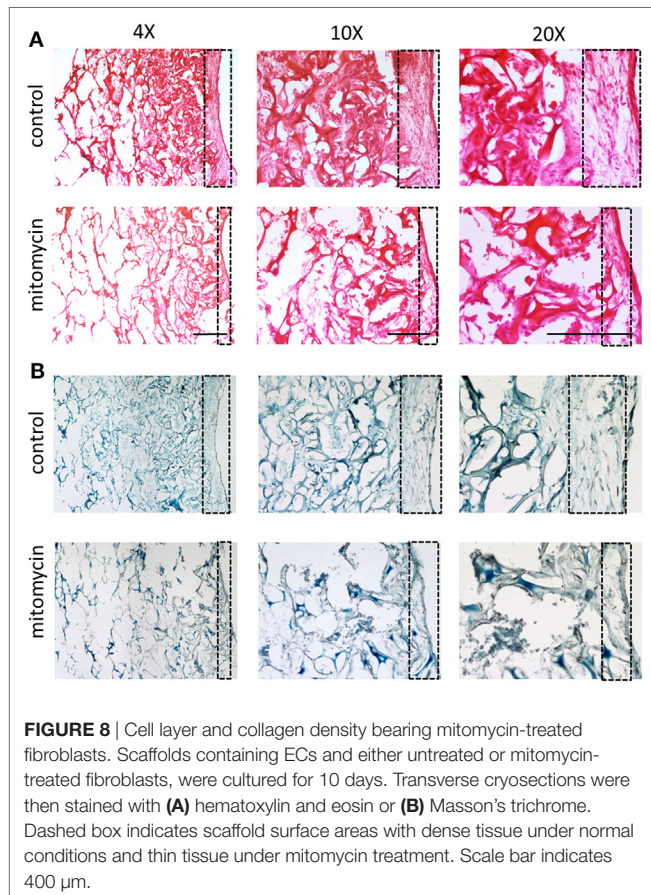 4X 10X 20X
A
control
mitomycin
B
control
mitomycin
FIGURE 8 | Cell layer and collagen density bearing mitomycin-treated
fibroblasts. Scaffolds containing ECs and either untreated or mitomycin-
treated fibroblasts, were cultured for 10 days. Transverse cryosections were
then stained with (A) hematoxylin and eosin or (B) Masson’s trichrome.
Dashed box indicates scaffold surface areas with dense tissue under normal
conditions and thin tissue under mitomycin treatment. Scale bar indicates
400 µm.